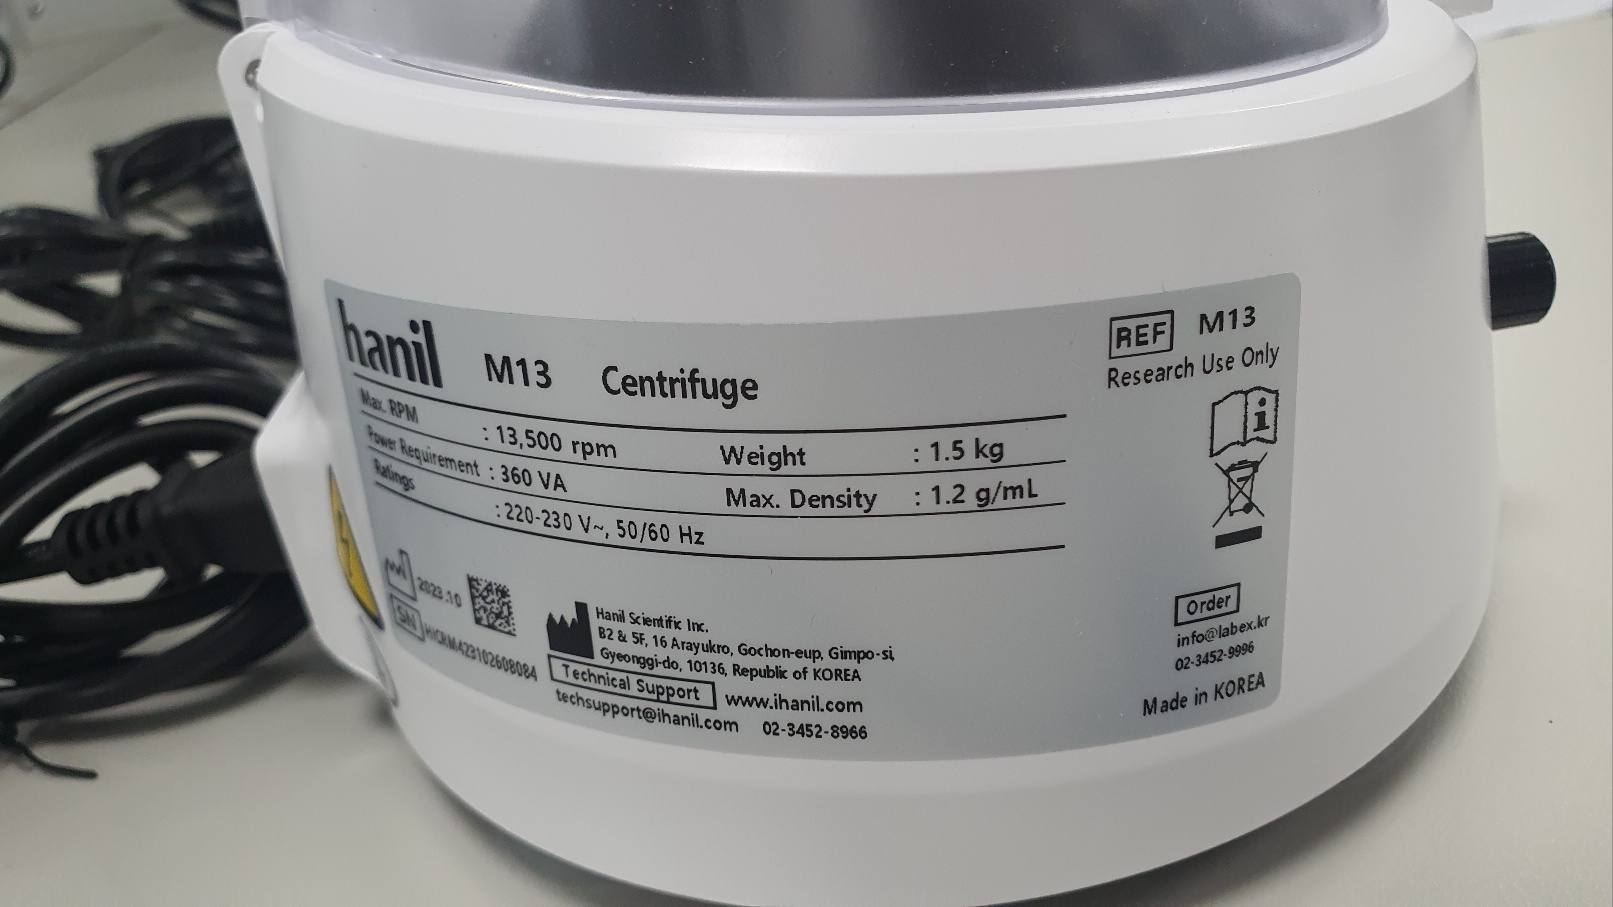 hanil M13 Centrifuge
Max. RPM : 13,500 rpm Weight : 1.5 kg
Power Requirement : 360 VA Max. Density : 1.2 g/mL
Ratings : 220-230 V~, 50/60 Hz
2023.10
SN HICRM423102608084
Hanil Scientific Inc.
B2 & 5F, 16 Arayukro, Gochon-eup, Gimpo-si,
Gyeonggi-do, 10136, Republic of KOREA
Technical Support www.ihanil.com
techsupport@ihanil.com 02-3452-8966
REF M13
Research Use Only
i
Order
info@labex.kr
02-3452-9996
Made in KOREA